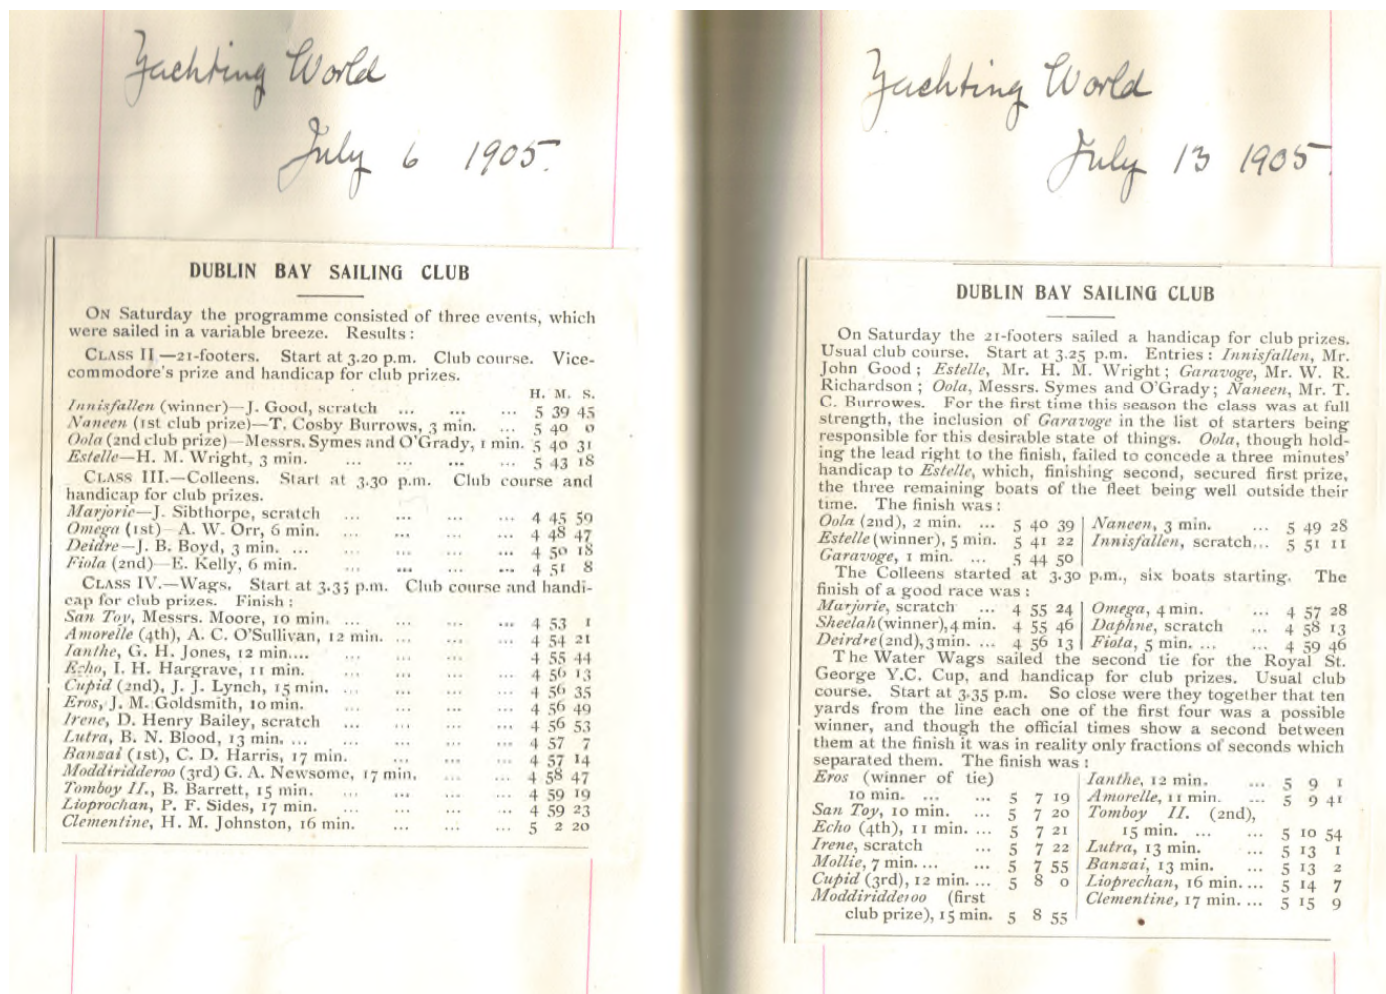 Yachting World
July 6 1905.
DUBLIN BAY SAILING CLUB
ON Saturday the programme consisted of three events, which
were sailed in a variable breeze. Results :
CLASS II.—21-footers. Start at 3.20 p.m. Club course. Vice-
commodore's prize and handicap for club prizes.
H. M. S.
Innisfallen (winner)—J. Good, scratch ... ... ... 5 39 45
Naneen (1st club prize)—T. Cosby Burrows, 3 min. ... 5 40 0
Oola (2nd club prize)—Messrs. Symes and O'Grady, 1 min. 5 40 31
Estelle—H. M. Wright, 3 min. ... ... ... ... 5 43 18
CLASS III.—Colleens. Start at 3.30 p.m. Club course and
handicap for club prizes.
Marjorie—J. Sibthorpe, scratch ... ... ... ... 4 45 59
Omega (1st)—A. W. Orr, 6 min. ... ... ... ... 4 48 47
Deidre—J. B. Boyd, 3 min. ... ... ... ... ... 4 50 18
Fiola (2nd)—E. Kelly, 6 min. ... ... ... ... 4 51 8
CLASS IV.—Wags. Start at 3.35 p.m. Club course and handi-
cap for club prizes. Finish :
San Toy, Messrs. Moore, 10 min. ... ... ... ... 4 53 1
Amorelle (4th), A. C. O'Sullivan, 12 min. ... ... ... 4 54 21
Ianthe, G. H. Jones, 12 min.... ... ... ... ... 4 55 44
Echo, I. H. Hargrave, 11 min. ... ... ... ... 4 56 13
Cupid (2nd), J. J. Lynch, 15 min. ... ... ... ... 4 56 35
Eros, J. M. Goldsmith, 10 min. ... ... ... ... 4 56 49
Irene, D. Henry Bailey, scratch ... ... ... ... 4 56 53
Lutra, B. N. Blood, 13 min. ... ... ... ... ... 4 57 7
Banzai (1st), C. D. Harris, 17 min. ... ... ... 4 57 14
Moddiridderoo (3rd) G. A. Newsome, 17 min. ... ... 4 58 47
Tomboy II., B. Barrett, 15 min. ... ... ... ... 4 59 19
Lioprochan, P. F. Sides, 17 min. ... ... ... ... 4 59 23
Clementine, H. M. Johnston, 16 min. ... ... ... 5 2 20
Yachting World
July 13 1905.
DUBLIN BAY SAILING CLUB
On Saturday the 21-footers sailed a handicap for club prizes.
Usual club course. Start at 3.25 p.m. Entries : Innisfallen, Mr.
John Good ; Estelle, Mr. H. M. Wright ; Garavoge, Mr. W. R.
Richardson ; Oola, Messrs. Symes and O'Grady ; Naneen, Mr. T.
C. Burrowes. For the first time this season the class was at full
strength, the inclusion of Garavoge in the list of starters being
responsible for this desirable state of things. Oola, though hold-
ing the lead right to the finish, failed to concede a three minutes'
handicap to Estelle, which, finishing second, secured first prize,
the three remaining boats of the fleet being well outside their
time. The finish was :
Oola (2nd), 2 min. ... 5 40 39 | Naneen, 3 min. ... 5 49 28
Estelle (winner), 5 min. 5 41 22 | Innisfallen, scratch... 5 51 11
Garavoge, 1 min. ... 5 44 50
The Colleens started at 3.30 p.m., six boats starting. The
finish of a good race was :
Marjorie, scratch ... 4 55 24 | Omega, 4 min. ... 4 57 28
Sheelah (winner), 4 min. 4 55 46 | Daphne, scratch ... 4 58 13
Deirdre (2nd), 3 min. ... 4 56 13 | Fiola, 5 min. ... ... 4 59 46
The Water Wags sailed the second tie for the Royal St.
George Y.C. Cup, and handicap for club prizes. Usual club
course. Start at 3.35 p.m. So close were they together that ten
yards from the line each one of the first four was a possible
winner, and though the official times show a second between
them at the finish it was in reality only fractions of seconds which
separated them. The finish was :
Eros (winner of tie)
10 min. ... ... 5 7 19
San Toy, 10 min. ... 5 7 20
Echo (4th), 11 min. ... 5 7 21
Irene, scratch ... 5 7 22
Mollie, 7 min.... ... 5 7 55
Cupid (3rd), 12 min. ... 5 8 0
Moddiridderoo (first
club prize), 15 min. 5 8 55
Ianthe, 12 min. ... 5 9 1
Amorelle, 11 min. ... 5 9 41
Tomboy II. (2nd),
15 min. ... ... 5 10 54
Lutra, 13 min. ... 5 13 1
Banzai, 13 min. ... 5 13 2
Lioprechan, 16 min. ... 5 14 7
Clementine, 17 min. ... 5 15 9